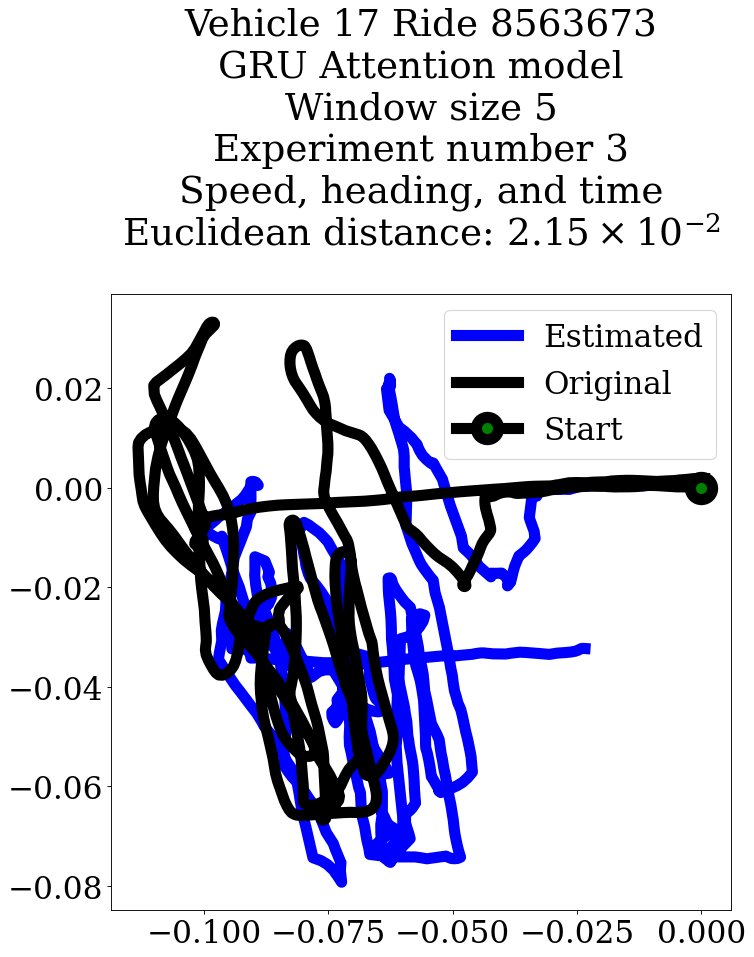 Vehicle 17 Ride 8563673
GRU Attention model
Window size 5
Experiment number 3
Speed, heading, and time
Euclidean distance: 2.15 × 10⁻²
Estimated
Original
Start
0.02
0.00
−0.02
−0.04
−0.06
−0.08
−0.100 −0.075 −0.050 −0.025 0.000